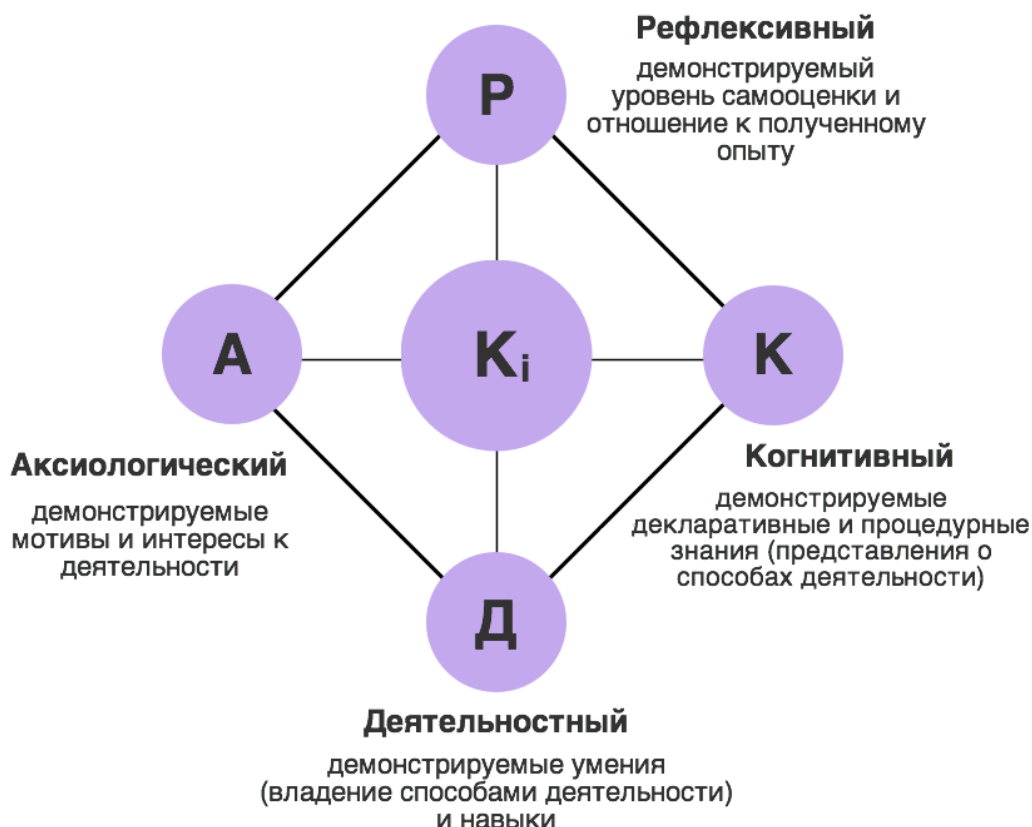 Р
Рефлексивный
демонстрируемый
уровень самооценки и
отношение к полученному
опыту
А
Кi
К
Аксиологический
демонстрируемые
мотивы и интересы к
деятельности
Когнитивный
демонстрируемые
декларативные и процедурные
знания (представления о
способах деятельности)
Д
Деятельностный
демонстрируемые умения
(владение способами деятельности)
и навыки